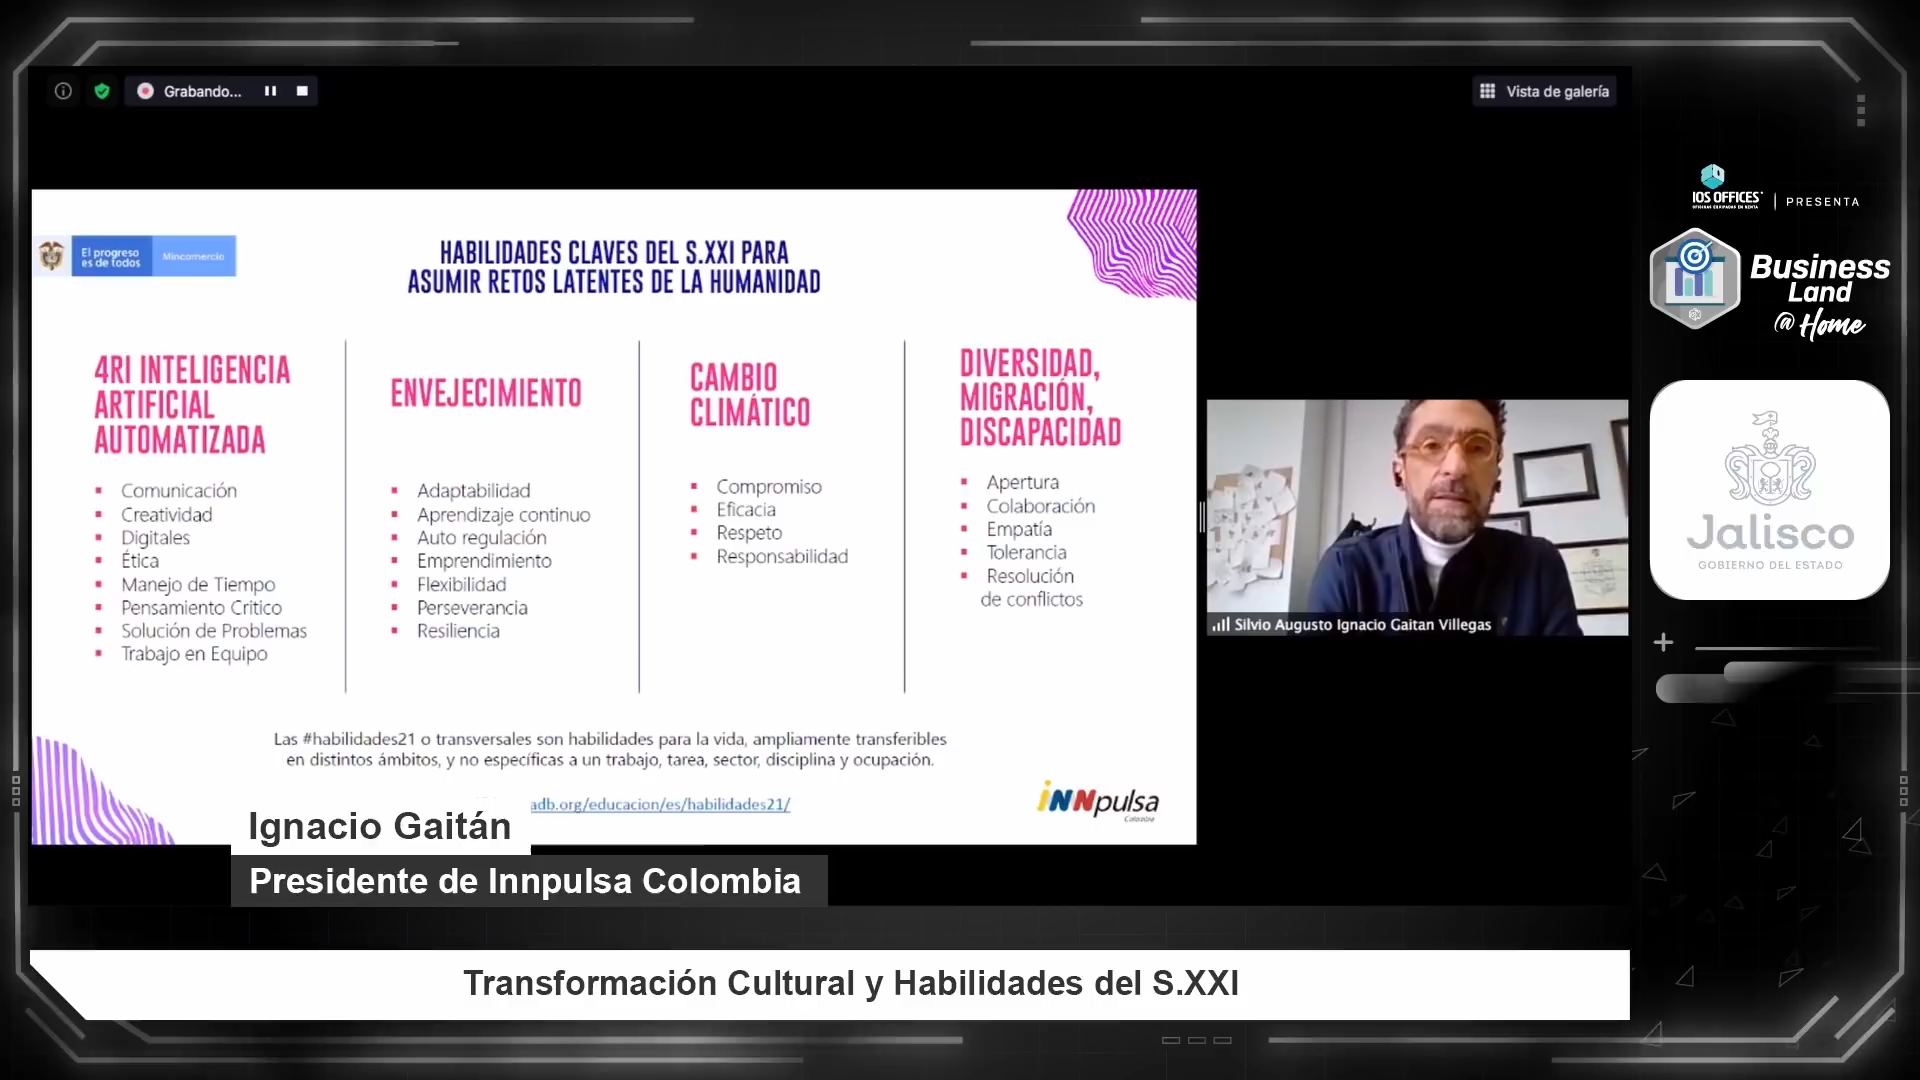 Grabando...
Vista de galería
IOS OFFICES
PRESENTA
Business
Land
@Home
El progreso
es de todos
Mincomercio
HABILIDADES CLAVES DEL S.XXI PARA
ASUMIR RETOS LATENTES DE LA HUMANIDAD
4RI INTELIGENCIA
ARTIFICIAL
AUTOMATIZADA
Comunicación
Creatividad
Digitales
Ética
Manejo de Tiempo
Pensamiento Critico
Solución de Problemas
Trabajo en Equipo
ENVEJECIMIENTO
Adaptabilidad
Aprendizaje continuo
Auto regulación
Emprendimiento
Flexibilidad
Perseverancia
Resiliencia
CAMBIO
CLIMÁTICO
Compromiso
Eficacia
Respeto
Responsabilidad
DIVERSIDAD,
MIGRACIÓN,
DISCAPACIDAD
Apertura
Colaboración
Empatía
Tolerancia
Resolución
de conflictos
Las #habilidades21 o transversales son habilidades para la vida, ampliamente transferibles
en distintos ámbitos, y no específicas a un trabajo, tarea, sector, disciplina y ocupación.
adb.org/educacion/es/habilidades21/
iNNpulsa
Colombia
Silvio Augusto Ignacio Gaitan Villegas
Jalisco
GOBIERNO DEL ESTADO
Ignacio Gaitán
Presidente de Innpulsa Colombia
Transformación Cultural y Habilidades del S.XXI